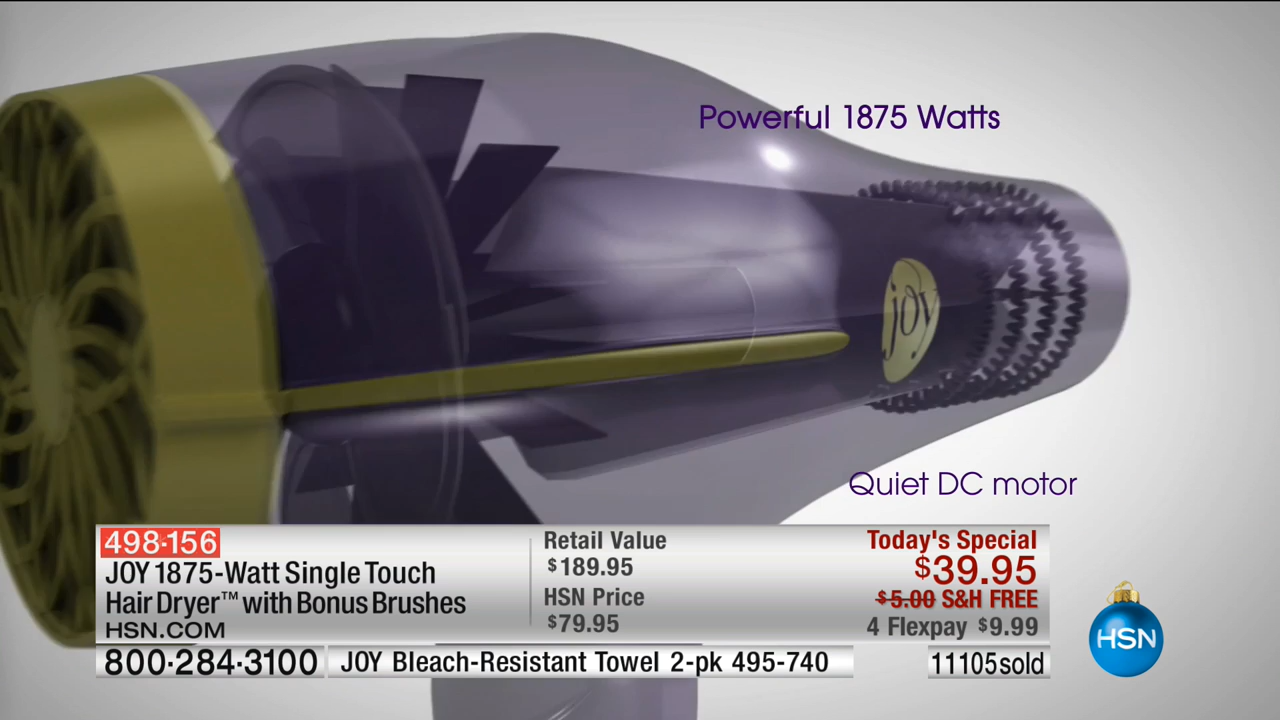 Powerful 1875 Watts
joy
Quiet DC motor
498-156
JOY 1875-Watt Single Touch
Hair Dryer™ with Bonus Brushes
HSN.COM
Retail Value
$189.95
HSN Price
$79.95
Today's Special
$39.95
$5.00 S&H FREE
4 Flexpay $9.99
HSN
800·284·3100
JOY Bleach-Resistant Towel 2-pk 495-740
11105sold